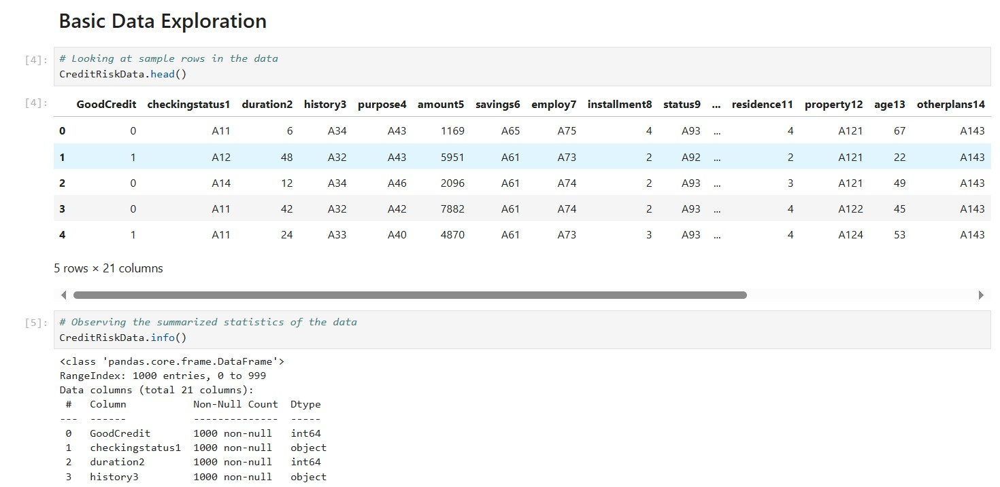 Basic Data Exploration
[4]: # Looking at sample rows in the data
CreditRiskData.head()
[4]: GoodCredit checkingstatus1 duration2 history3 purpose4 amount5 savings6 employ7 installment8 status9 ... residence11 property12 age13 otherplans14
0 0 A11 6 A34 A43 1169 A65 A75 4 A93 ... 4 A121 67 A143
1 1 A12 48 A32 A43 5951 A61 A73 2 A92 ... 2 A121 22 A143
2 0 A14 12 A34 A46 2096 A61 A74 2 A93 ... 3 A121 49 A143
3 0 A11 42 A32 A42 7882 A61 A74 2 A93 ... 4 A122 45 A143
4 1 A11 24 A33 A40 4870 A61 A73 3 A93 ... 4 A124 53 A143
5 rows × 21 columns
[5]: # Observing the summarized statistics of the data
CreditRiskData.info()
<class 'pandas.core.frame.DataFrame'>
RangeIndex: 1000 entries, 0 to 999
Data columns (total 21 columns):
# Column Non-Null Count Dtype
--- ------ -------------- -----
0 GoodCredit 1000 non-null int64
1 checkingstatus1 1000 non-null object
2 duration2 1000 non-null int64
3 history3 1000 non-null object